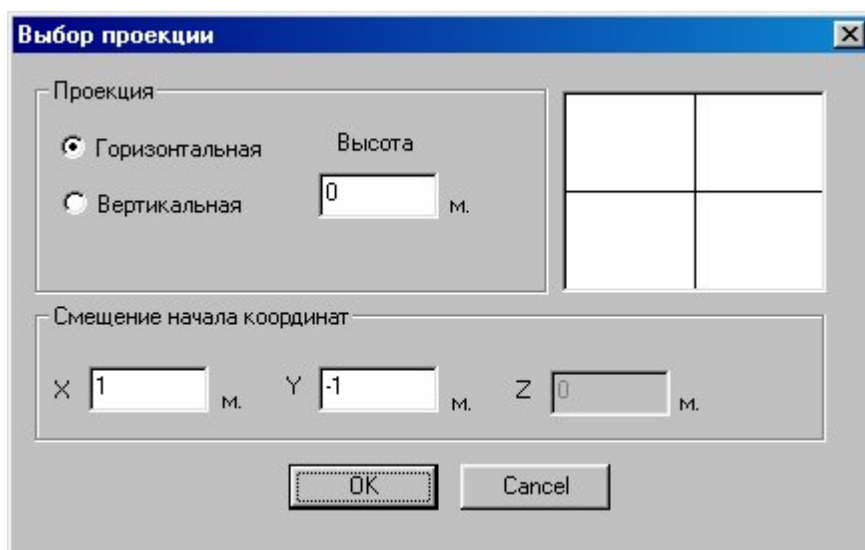 Выбор проекции
Проекция
Горизонтальная
Высота
Вертикальная
0
м.
Смещение начала координат
X 1 м. Y -1 м. Z 0 м.
OK Cancel